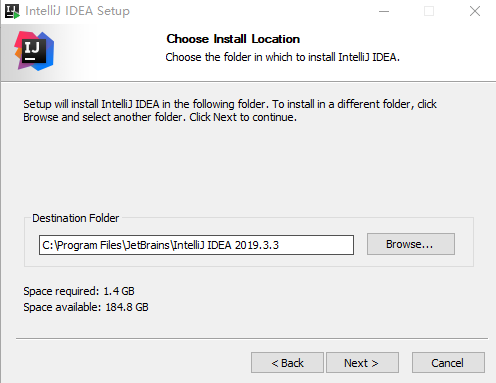 IntelliJ IDEA Setup
IJ
Choose Install Location
Choose the folder in which to install IntelliJ IDEA.
Setup will install IntelliJ IDEA in the following folder. To install in a different folder, click
Browse and select another folder. Click Next to continue.
Destination Folder
C:\Program Files\JetBrains\IntelliJ IDEA 2019.3.3
Browse...
Space required: 1.4 GB
Space available: 184.8 GB
< Back
Next >
Cancel